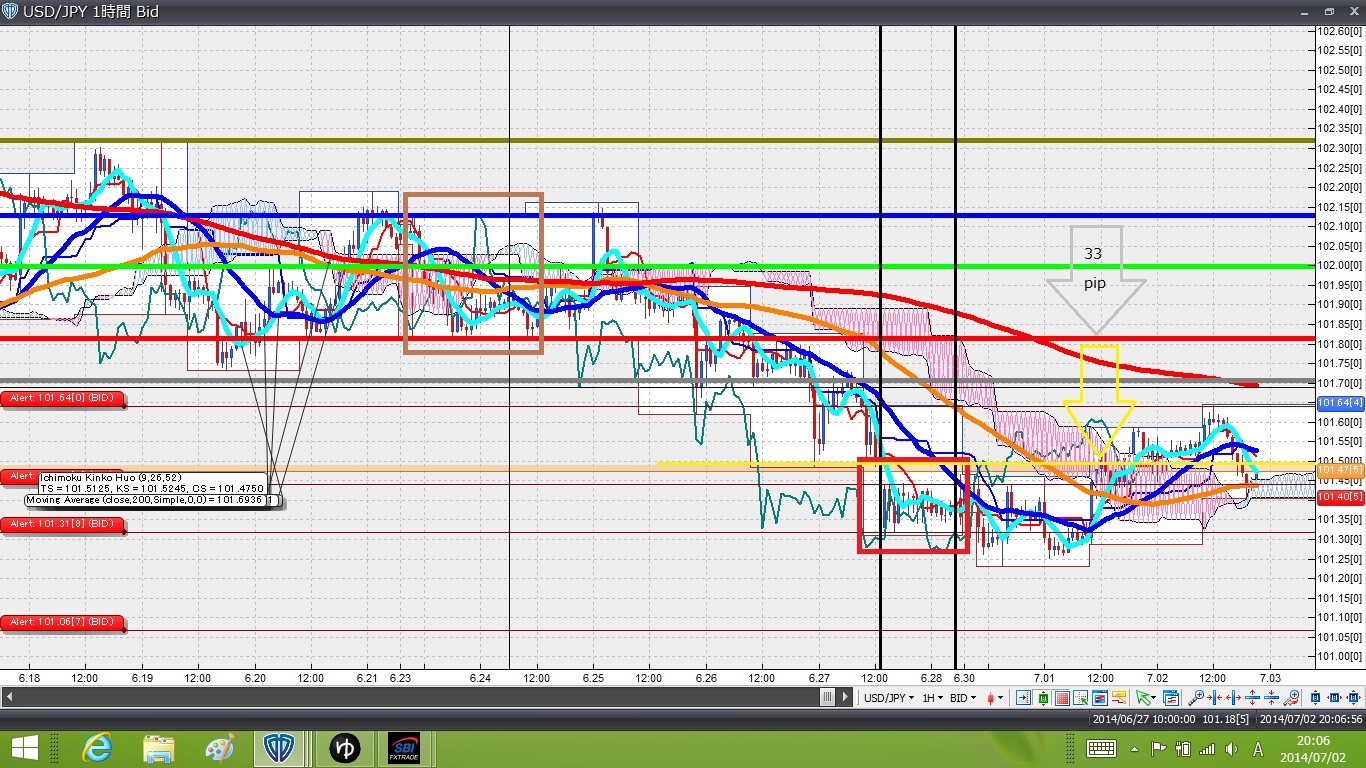 USD/JPY 1時間 Bid
102.60[0]
102.55[0]
102.50[0]
102.45[0]
102.40[0]
102.35[0]
102.30[0]
102.25[0]
102.20[0]
102.15[0]
102.10[0]
102.05[0]
102.00[0]
101.95[0]
101.90[0]
101.85[0]
101.80[0]
101.75[0]
101.70[0]
101.64[4]
101.60[0]
101.55[0]
101.50[0]
101.47[5]
101.45[0]
101.40[5]
101.35[0]
101.30[0]
101.25[0]
101.20[0]
101.15[0]
101.10[0]
101.05[0]
101.00[0]
33
pip
Alert: 101.64[0] (BID)
Alert:
Ichimoku Kinko Huo (9,26,52)
TS = 101.5125, KS = 101.5245, CS = 101.4750
Moving Average (close,200,Simple,0,0) = 101.6936
Alert: 101.31[8] (BID)
Alert: 101.06[7] (BID)
6.18 12:00 6.19 12:00 6.20 12:00 6.21 6.23 6.24 12:00 6.25 12:00 6.26 12:00 6.27 12:00 6.28 6.30 7.01 12:00 7.02 12:00 7.03
USD/JPY 1H BID
2014/06/27 10:00:00 101.18[5] 2014/07/02 20:06:56
ゆ
SBI
FXTRADE
A
20:06
2014/07/02